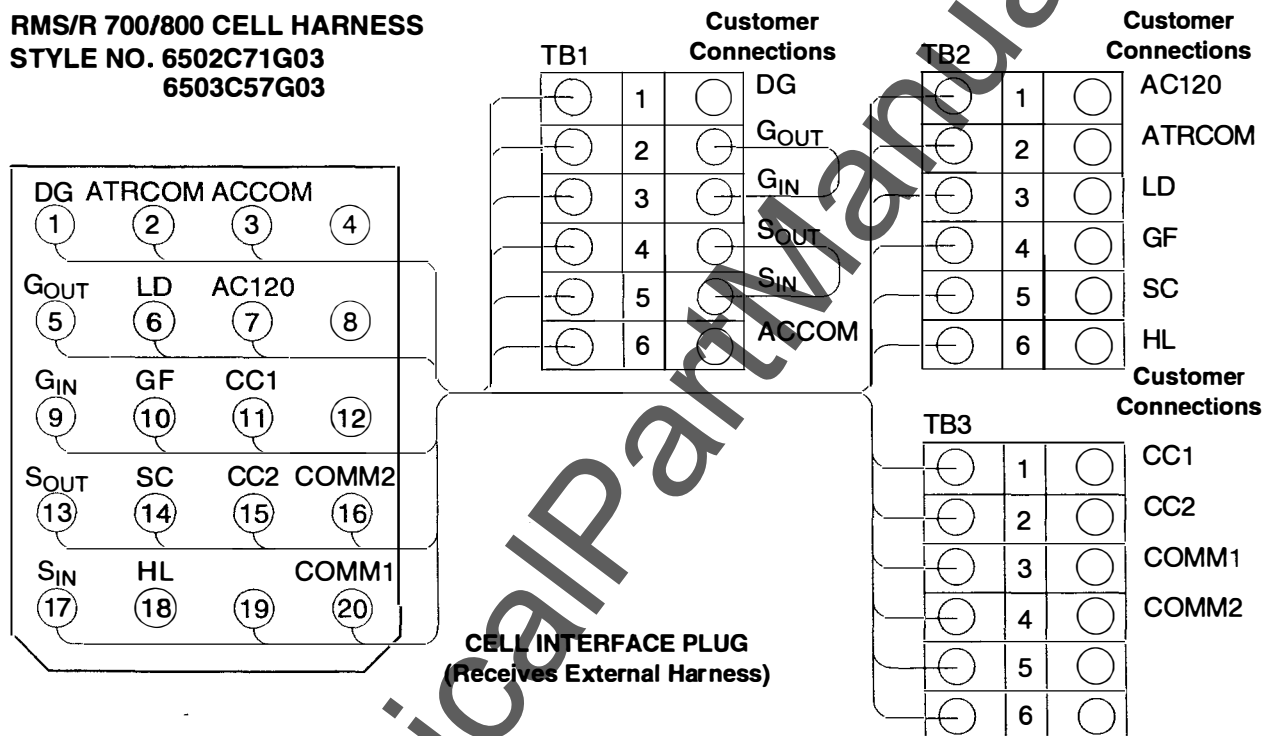 RMS/R 700/800 CELL HARNESS
STYLE NO. 6502C71G03
6503C57G03
DG ATRCOM ACCOM
1 2 3 4
GOUT LD AC120
5 6 7 8
GIN GF CC1
9 10 11 12
SOUT SC CC2 COMM2
13 14 15 16
SIN HL COMM1
17 18 19 20
CELL INTERFACE PLUG
(Receives External Harness)
TB1
Customer
Connections
1 DG
2 GOUT
3 GIN
4 SOUT
5 SIN
6 ACCOM
TB2
Customer
Connections
1 AC120
2 ATRCOM
3 LD
4 GF
5 SC
6 HL
Customer
Connections
TB3
1 CC1
2 CC2
3 COMM1
4 COMM2
5
6